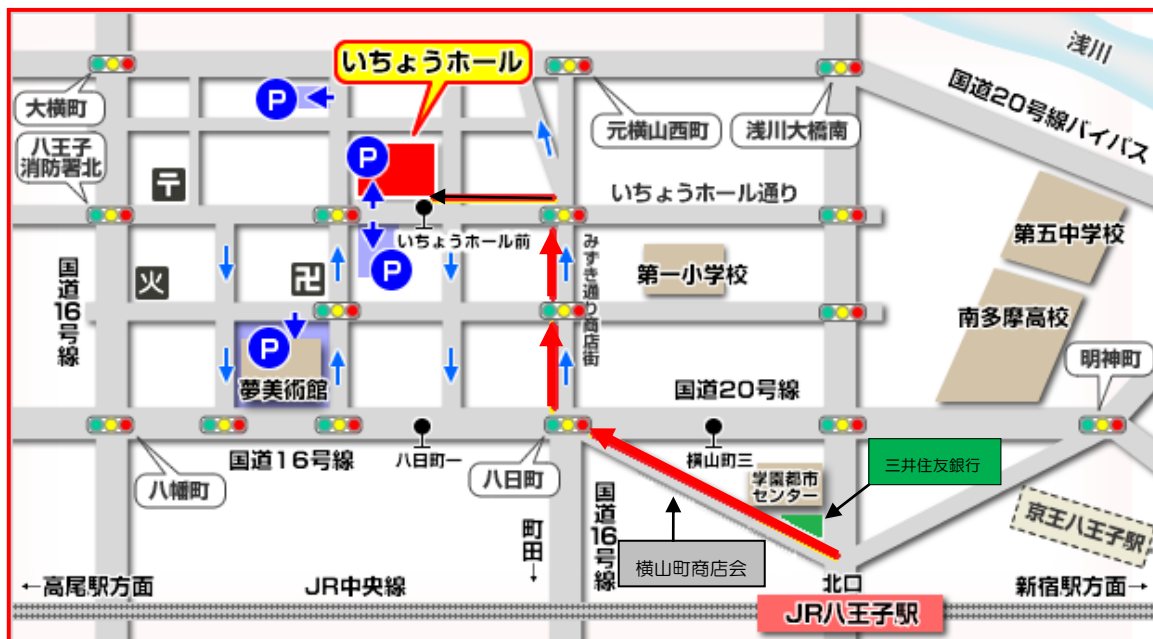 いちょうホール
浅川
国道20号線バイパス
P
大横町
元横山西町
浅川大橋南
八王子
消防署北
P
〒
いちょうホール通り
いちょうホール前
第五中学校
国道16号線
火
卍
P
みずき通り商店街
第一小学校
南多摩高校
P
夢美術館
国道20号線
明神町
国道16号線
八日町一
八日町
横山町三
三井住友銀行
学園都市
センター
八幡町
町田→
国道16号線
横山町商店会
京王八王子駅
←高尾駅方面
JR中央線
北口
新宿駅方面→
JR八王子駅